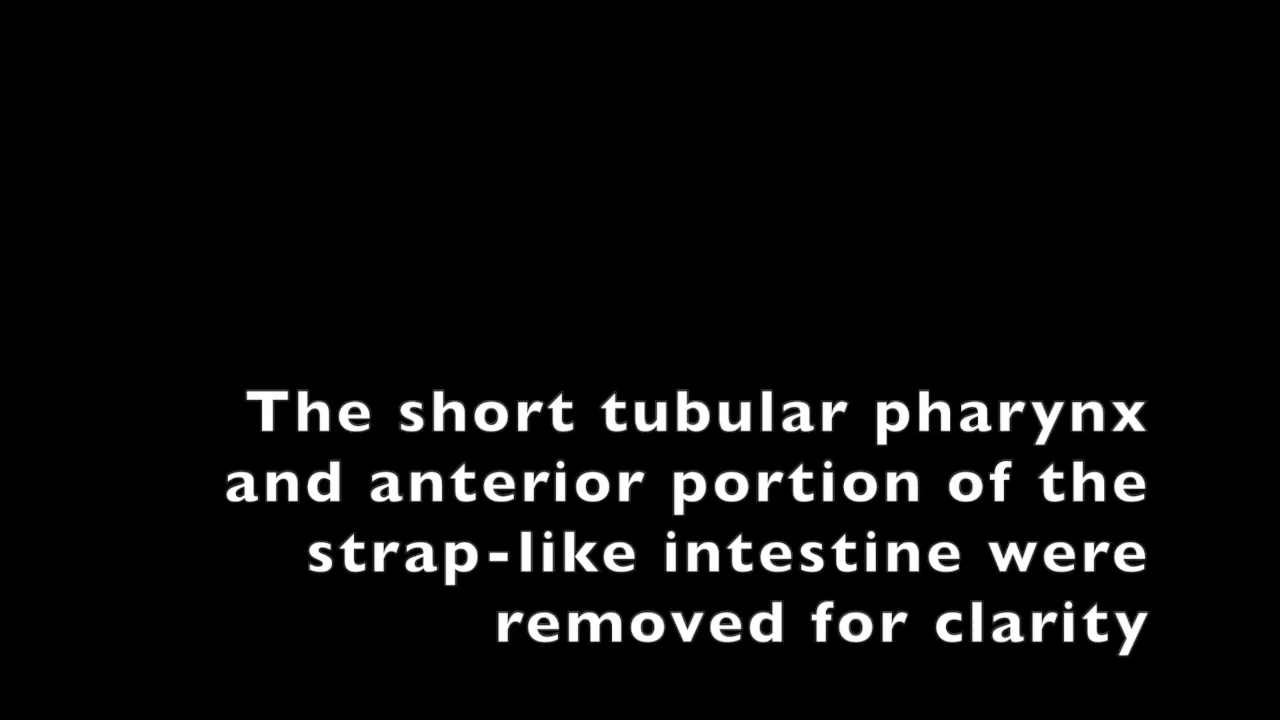 The short tubular pharynx
and anterior portion of the
strap-like intestine were
removed for clarity